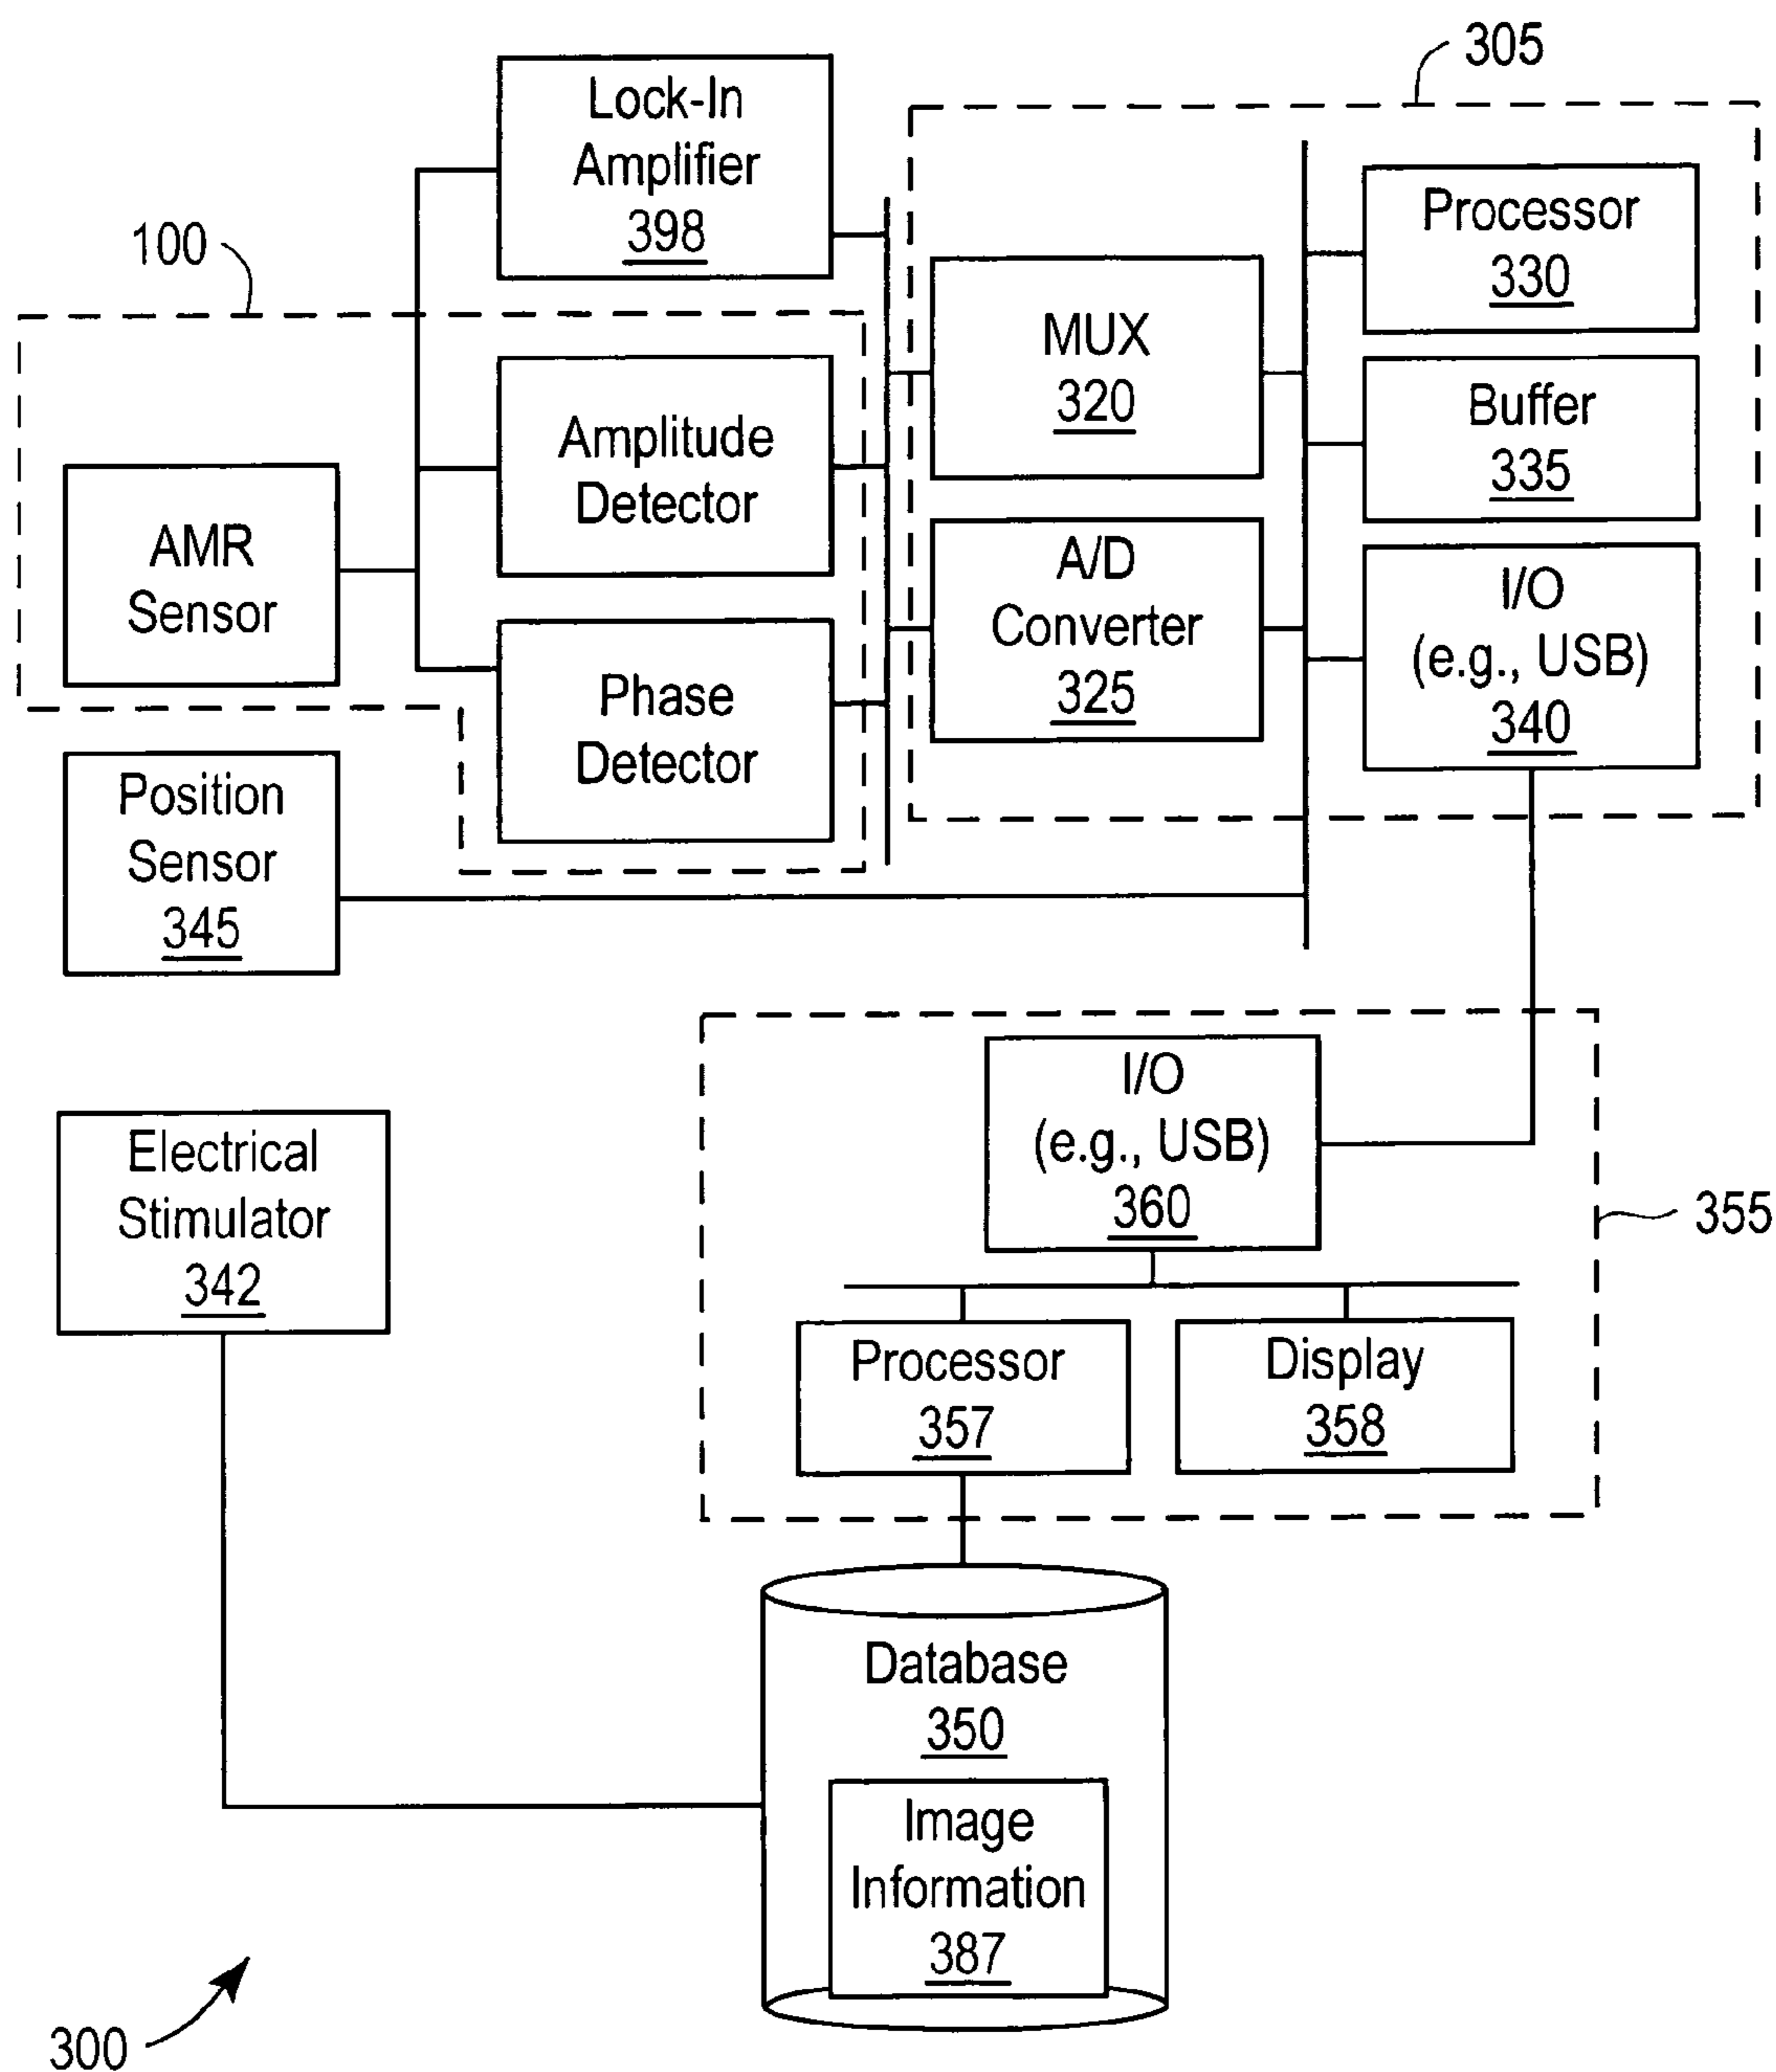 305
Lock-In
Amplifier
398
100
Processor
330
MUX
320
Buffer
335
Amplitude
Detector
AMR
Sensor
A/D
Converter
325
I/O
(e.g., USB)
340
Phase
Detector
Position
Sensor
345
I/O
(e.g., USB)
360
355
Electrical
Stimulator
342
Processor
357
Display
358
Database
350
Image
Information
387
300